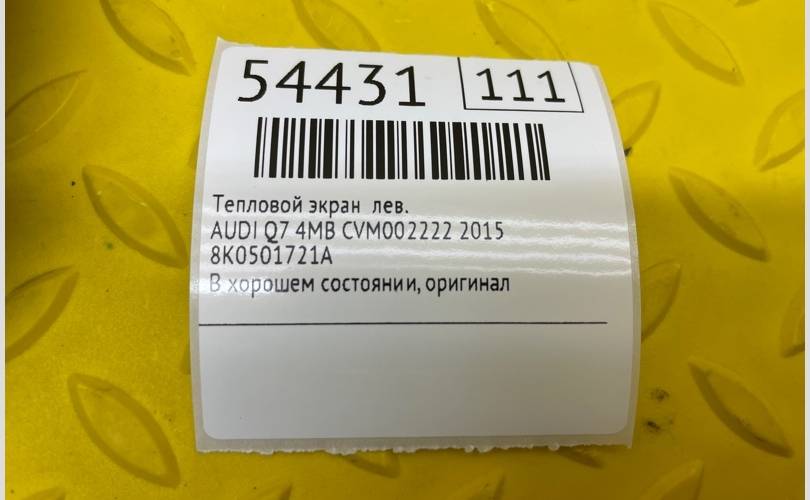 54431 111
Тепловой экран лев.
AUDI Q7 4MB CVM002222 2015
8K0501721A
В хорошем состоянии, оригинал